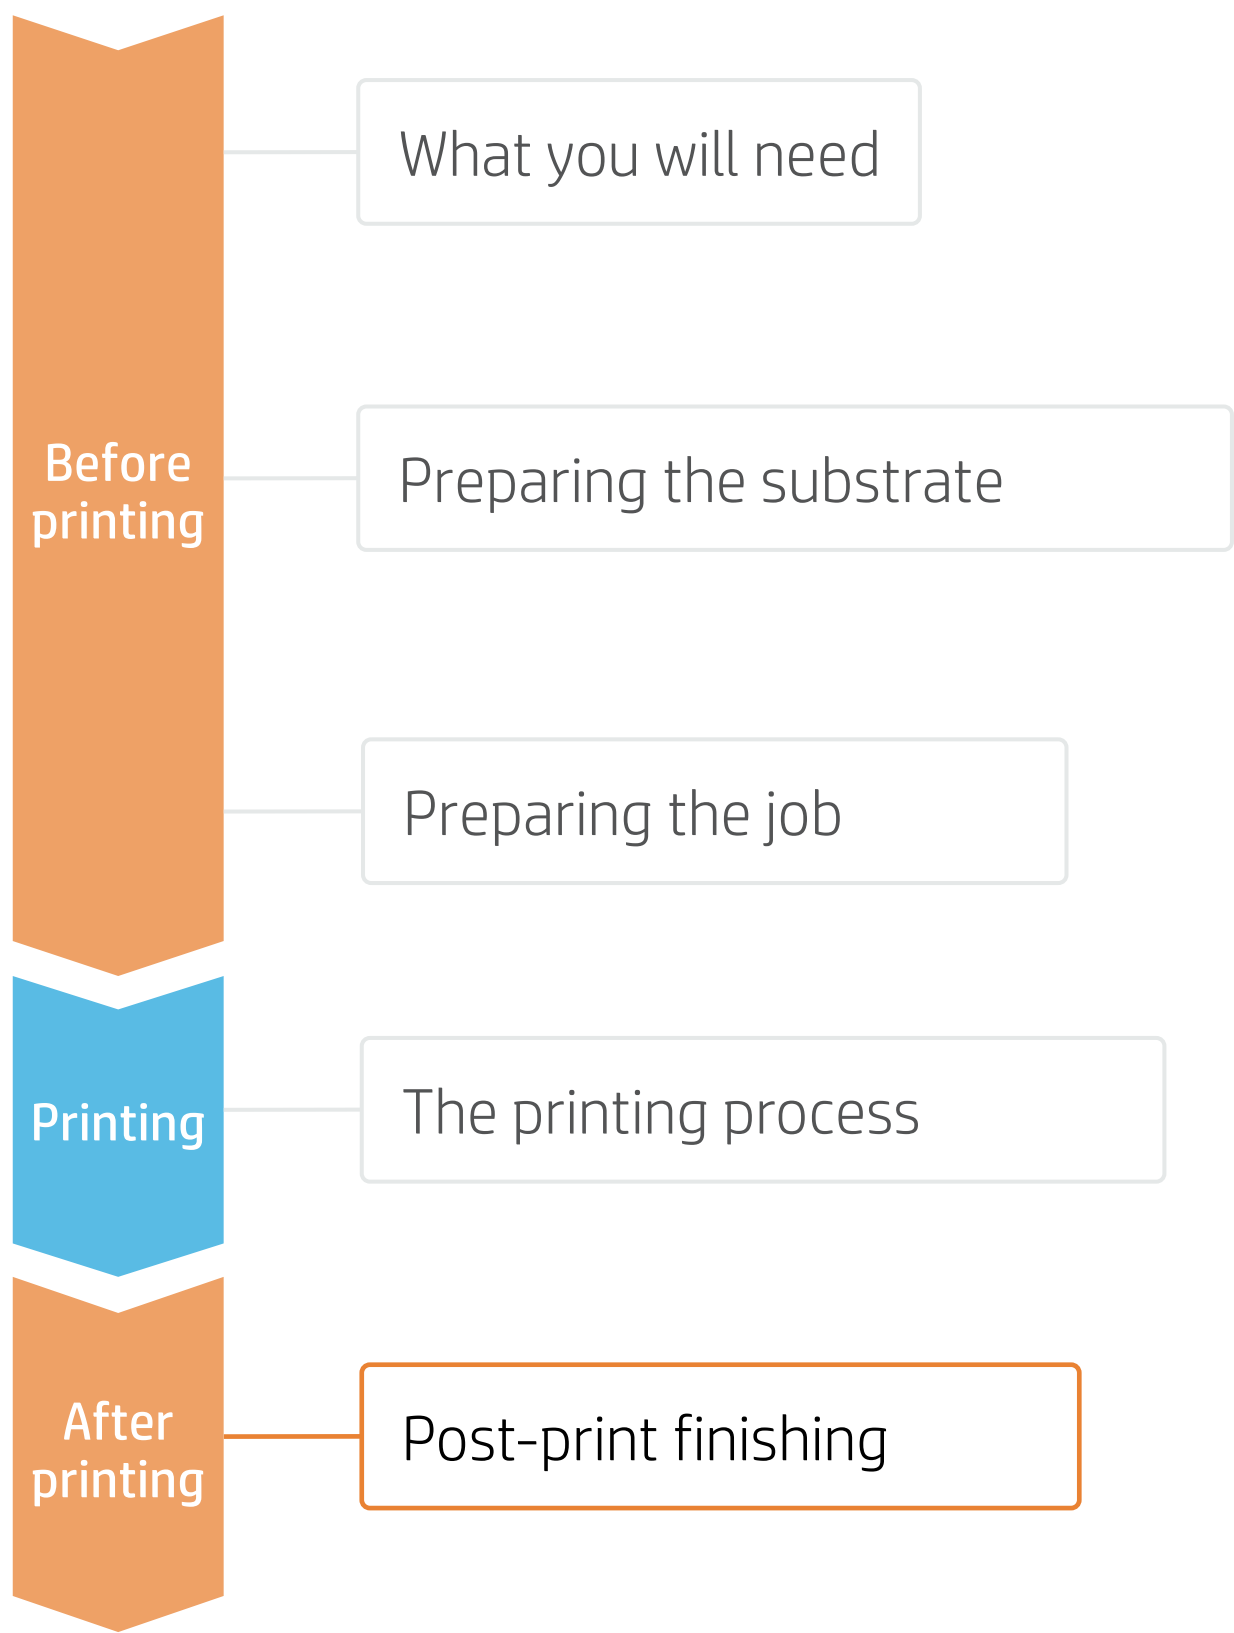 What you will need
Before
printing
Preparing the substrate
Preparing the job
Printing
The printing process
After
printing
Post-print finishing